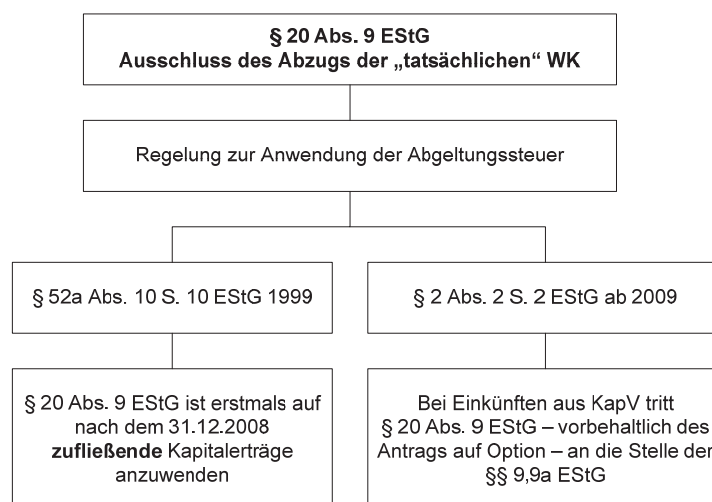 § 20 Abs. 9 EStG
Ausschluss des Abzugs der „tatsächlichen“ WK
Regelung zur Anwendung der Abgeltungssteuer
§ 52a Abs. 10 S. 10 EStG 1999
§ 2 Abs. 2 S. 2 EStG ab 2009
§ 20 Abs. 9 EStG ist erstmals auf
nach dem 31.12.2008
zufließende Kapitalerträge
anzuwenden
Bei Einkünften aus KapV tritt
§ 20 Abs. 9 EStG – vorbehaltlich des
Antrags auf Option – an die Stelle der
§§ 9,9a EStG